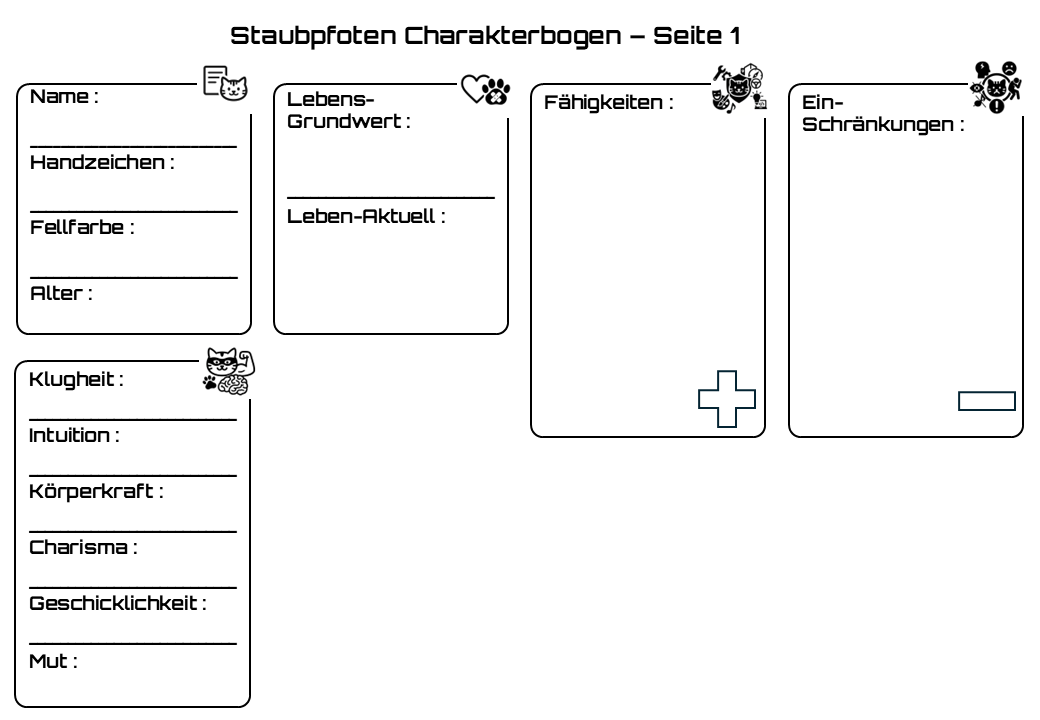 Staubpfoten Charakterbogen – Seite 1
Name :
Handzeichen :
Fellfarbe :
Alter :
Lebens-
Grundwert :
Leben-Aktuell :
Fähigkeiten :
Ein-
Schränkungen :
Klugheit :
Intuition :
Körperkraft :
Charisma :
Geschicklichkeit :
Mut :